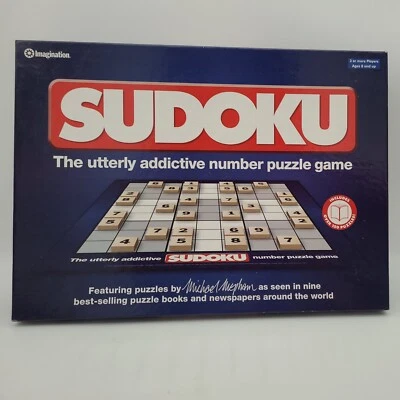 Imagination
2 or more Players
Ages 8 and up
SUDOKU
The utterly addictive number puzzle game
INCLUDES
The utterly addictive SUDOKU number puzzle game
Featuring puzzles by Michael Mepham as seen in nine
best-selling puzzle books and newspapers around the world